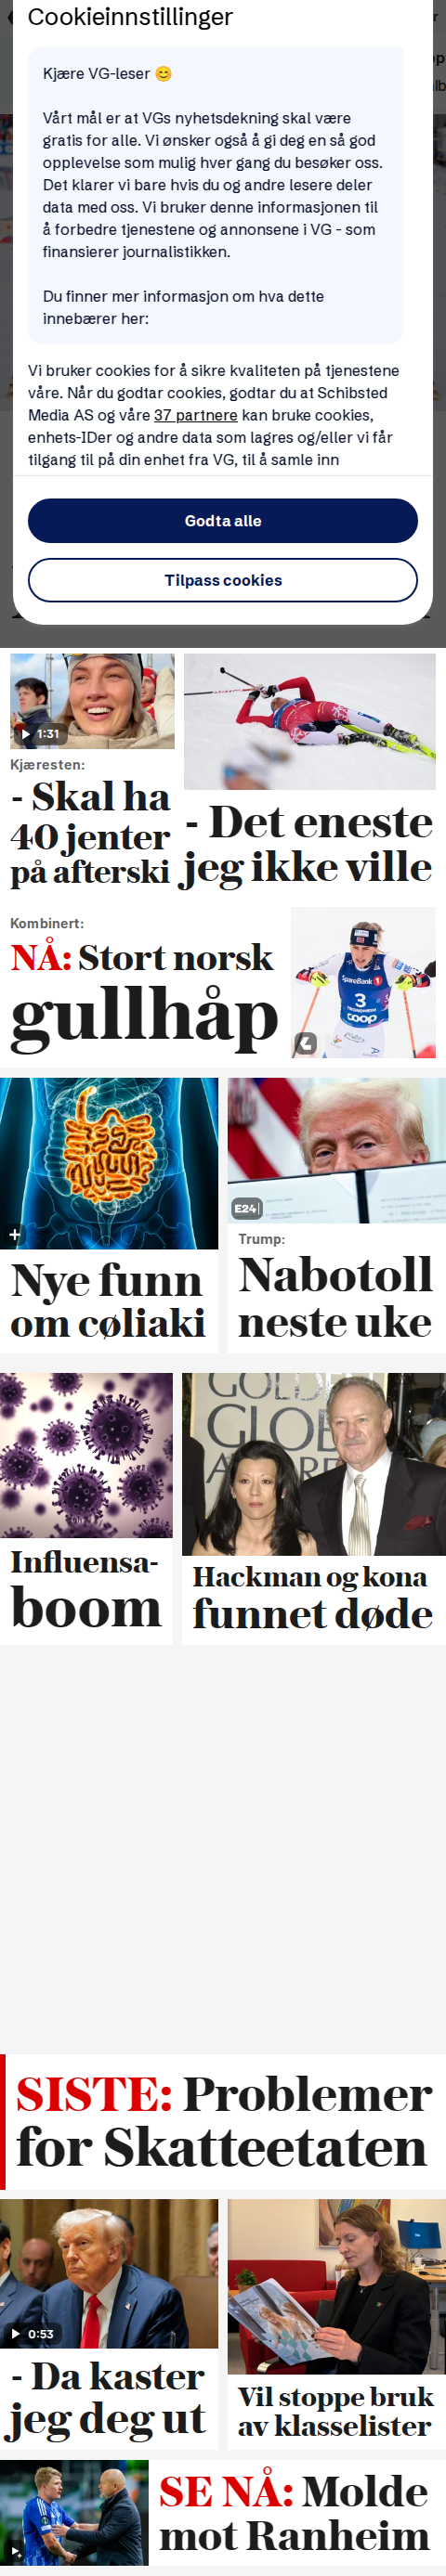 Cookieinnstillinger
Kjære VG-leser 😊
Vårt mål er at VGs nyhetsdekning skal være
gratis for alle. Vi ønsker også å gi deg en så god
opplevelse som mulig hver gang du besøker oss.
Det klarer vi bare hvis du og andre lesere deler
data med oss. Vi bruker denne informasjonen til
å forbedre tjenestene og annonsene i VG - som
finansierer journalistikken.
Du finner mer informasjon om hva dette
innebærer her:
Vi bruker cookies for å sikre kvaliteten på tjenestene
våre. Når du godtar cookies, godtar du at Schibsted
Media AS og våre 37 partnere kan bruke cookies,
enhets-IDer og andre data som lagres og/eller vi får
tilgang til på din enhet fra VG, til å samle inn
Godta alle
Tilpass cookies
1:31
Kjæresten:
- Skal ha
40 jenter
på afterski
- Det eneste
jeg ikke ville
Kombinert:
NÅ: Stort norsk
gullhåp
SpareBank 1
3
TRONDHEIM
coop
Nye funn
om cøliaki
E24
Trump:
Nabotoll
neste uke
Influensa-
boom
GOLDEN
GLOBE
AWARDS
Hackman og kona
funnet døde
SISTE: Problemer
for Skatteetaten
0:53
- Da kaster
jeg deg ut
Vil stoppe bruk
av klasselister
SE NÅ: Molde
mot Ranheim